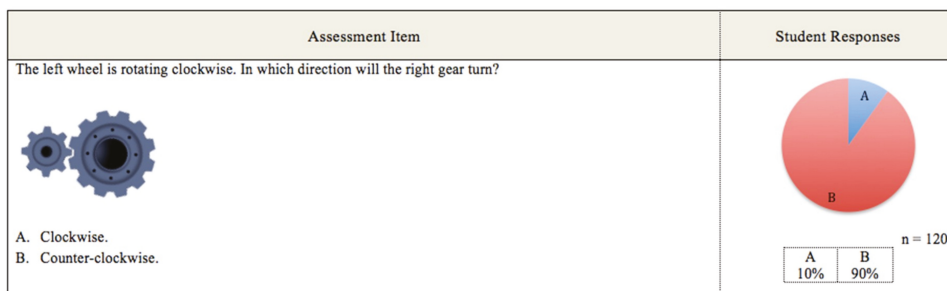 Assessment Item
Student Responses
The left wheel is rotating clockwise. In which direction will the right gear turn?
A
B
A. Clockwise.
B. Counter-clockwise.
n = 120
A B
10% 90%